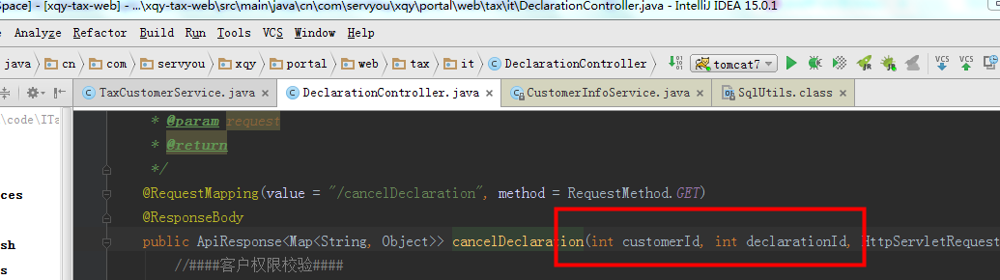 Space] - [xqy-tax-web] - ...\xqy-tax-web\src\main\java\cn\com\servyou\xqy\portal\web\tax\it\DeclarationController.java - IntelliJ IDEA 15.0.1
Analyze Refactor Build Run Tools VCS Window Help
java cn com servyou xqy portal web tax it DeclarationController tomcat7 VCS VCS
TaxCustomerService.java DeclarationController.java CustomerInfoService.java SqlUtils.class
\code\ITa
* @param request
* @return
*/
ces
@RequestMapping(value = "/cancelDeclaration", method = RequestMethod.GET)
@ResponseBody
sh
public ApiResponse<Map<String, Object>> cancelDeclaration(int customerId, int declarationId, HttpServletRequest
//####客户权限校验####
s